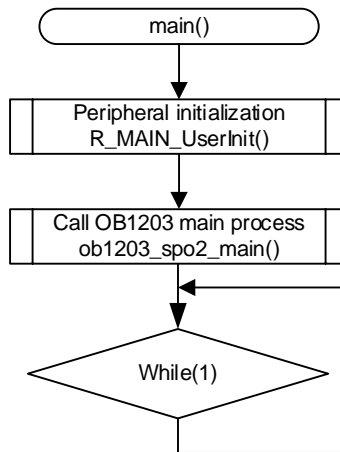 main()
Peripheral initialization
R_MAIN_UserInit()
Call OB1203 main process
ob1203_spo2_main()
While(1)